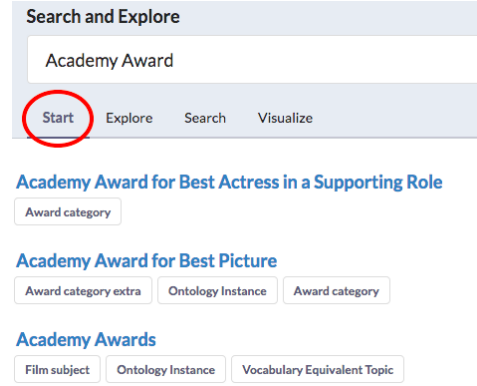 Search and Explore
Academy Award
Start Explore Search Visualize
Academy Award for Best Actress in a Supporting Role
Award category
Academy Award for Best Picture
Award category extra Ontology Instance Award category
Academy Awards
Film subject Ontology Instance Vocabulary Equivalent Topic